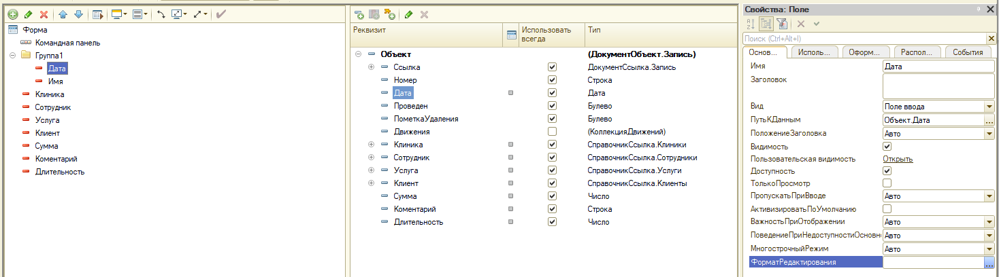 Форма
Командная панель
Группа1
Дата
Имя
Клиника
Сотрудник
Услуга
Клиент
Сумма
Коментарий
Длительность
Реквизит Использовать всегда Тип
Объект (ДокументОбъект.Запись)
Ссылка ДокументСсылка.Запись
Номер Строка
Дата Дата
Проведен Булево
ПометкаУдаления Булево
Движения (КоллекцияДвижений)
Клиника СправочникСсылка.Клиники
Сотрудник СправочникСсылка.Сотрудники
Услуга СправочникСсылка.Услуги
Клиент СправочникСсылка.Клиенты
Сумма Число
Коментарий Строка
Длительность Число
Свойства: Поле
Поиск (Ctrl+Alt+I)
Основ... Исполь... Оформ... Распол... События
Имя Дата
Заголовок
Вид Поле ввода
ПутьКДанным Объект.Дата
ПоложениеЗаголовка Авто
Видимость
Пользовательская видимость Открыть
Доступность
ТолькоПросмотр
ПропускатьПриВводе Авто
АктивизироватьПоУмолчанию
ВажностьПриОтображении Авто
ПоведениеПриНедоступностиОсновн Авто
МногострочныйРежим Авто
ФорматРедактирования